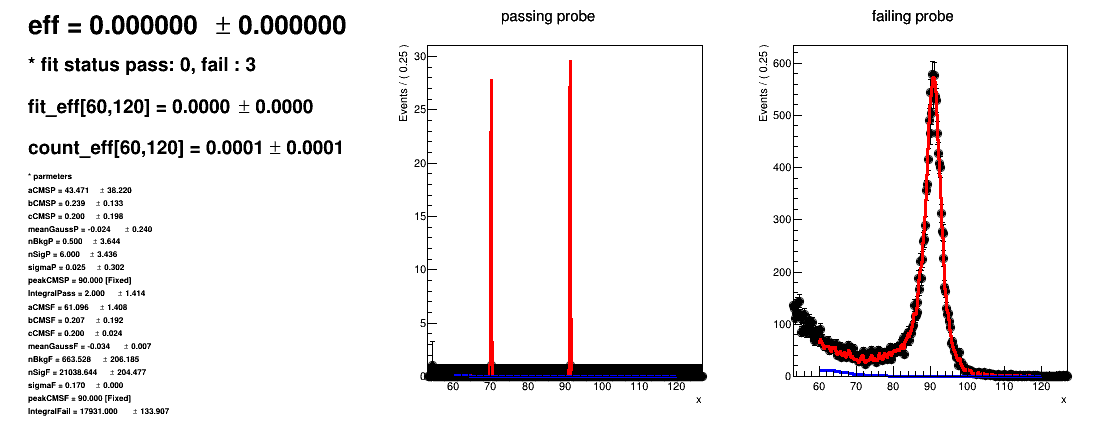 eff = 0.000000 ± 0.000000
* fit status pass: 0, fail : 3
fit_eff[60,120] = 0.0000 ± 0.0000
count_eff[60,120] = 0.0001 ± 0.0001
* parmeters
aCMSP = 43.471 ± 38.220
bCMSP = 0.239 ± 0.133
cCMSP = 0.200 ± 0.198
meanGaussP = -0.024 ± 0.240
nBkgP = 0.500 ± 3.644
nSigP = 6.000 ± 3.436
sigmaP = 0.025 ± 0.302
peakCMSP = 90.000 [Fixed]
IntegralPass = 2.000 ± 1.414
aCMSF = 61.096 ± 1.408
bCMSF = 0.207 ± 0.192
cCMSF = 0.200 ± 0.024
meanGaussF = -0.034 ± 0.007
nBkgF = 663.528 ± 206.185
nSigF = 21038.644 ± 204.477
sigmaF = 0.170 ± 0.000
peakCMSF = 90.000 [Fixed]
IntegralFail = 17931.000 ± 133.907
passing probe
Events / ( 0.25 )
30
25
20
15
10
5
0
60 70 80 90 100 110 120
x
failing probe
Events / ( 0.25 )
600
500
400
300
200
100
0
60 70 80 90 100 110 120
x